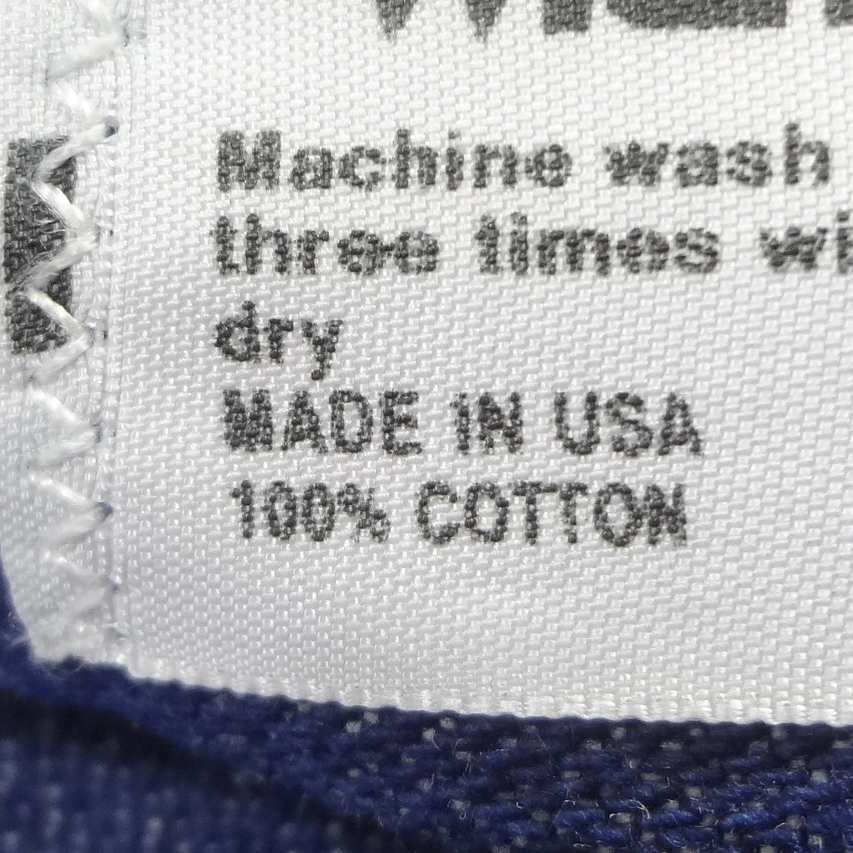 Machine wash
three times
dry
MADE IN USA
100% COTTON